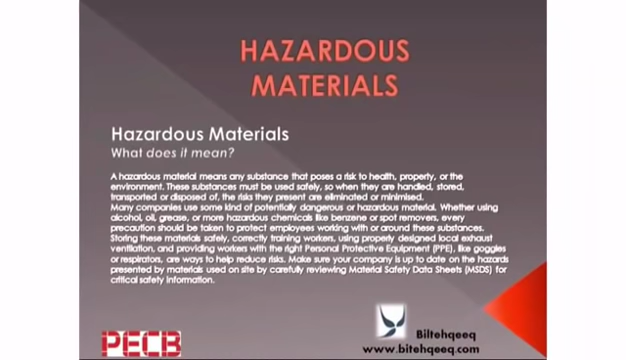 HAZARDOUS
MATERIALS
Hazardous Materials
What does it mean?
A hazardous material means any substance that poses a risk to health, property, or the
environment. These substances must be used safely, so when they are handled, stored,
transported or disposed of, the risks they present are eliminated or minimised.
Many companies use some kind of potentially dangerous or hazardous material. Whether using
alcohol, oil, grease, or more hazardous chemicals like benzene or spot removers, every
precaution should be taken to protect employees working with or around these substances.
Storing these materials safely, correctly training workers, using properly designed local exhaust
ventilation, and providing workers with the right Personal Protective Equipment (PPE), like goggles
or respirators, are ways to help reduce risks. Make sure your company is up to date on the hazards
presented by materials used on site by carefully reviewing Material Safety Data Sheets (MSDS) for
critical safety information.
PECB
Biltehqeeq
www.bitehqeeq.com